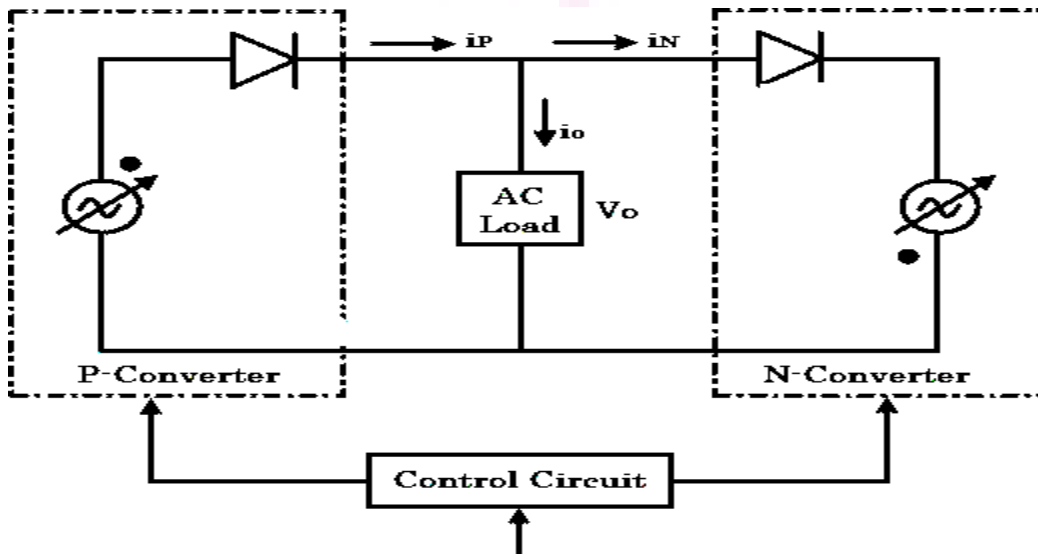 iP
iN
io
AC
Load
Vo
P-Converter
N-Converter
Control Circuit